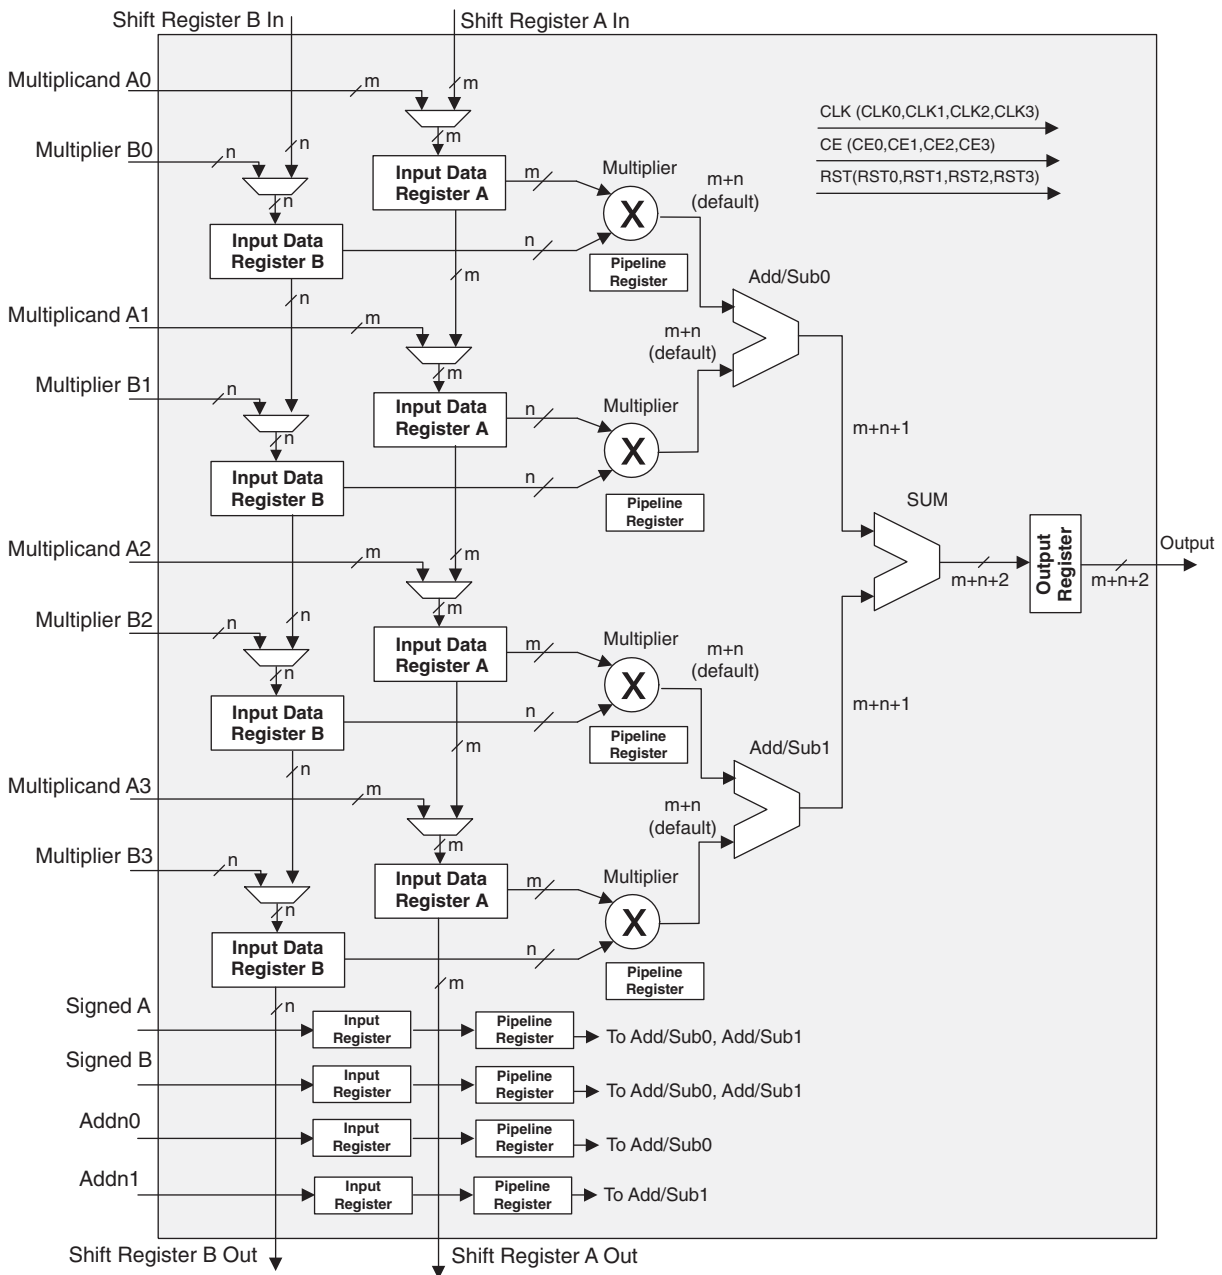 Shift Register B In
Shift Register A In
Multiplicand A0
m
m
CLK (CLK0,CLK1,CLK2,CLK3)
m
Multiplier B0
n
n
CE (CE0,CE1,CE2,CE3)
Input Data
Register A
m
Multiplier
m+n
(default)
RST(RST0,RST1,RST2,RST3)
n
Input Data
Register B
n
X
Pipeline
Register
m
n
Add/Sub0
Multiplicand A1
m
m+n
(default)
m
Multiplier B1
n
Input Data
Register A
n
Multiplier
n
m+n+1
Input Data
Register B
n
X
Pipeline
Register
SUM
Multiplicand A2
m
m
Output
Register
Output
m+n+2
m+n+2
m
Multiplier B2
n
n
Input Data
Register A
m
Multiplier
m+n
(default)
n
Input Data
Register B
n
X
m+n+1
Pipeline
Register
m
n
Add/Sub1
Multiplicand A3
m
m+n
(default)
m
Multiplier B3
n
Input Data
Register A
m
Multiplier
n
X
Input Data
Register B
n
Pipeline
Register
m
n
Signed A
Input
Register
Pipeline
Register
To Add/Sub0, Add/Sub1
Signed B
Input
Register
Pipeline
Register
To Add/Sub0, Add/Sub1
Addn0
Input
Register
Pipeline
Register
To Add/Sub0
Addn1
Input
Register
Pipeline
Register
To Add/Sub1
Shift Register B Out
Shift Register A Out